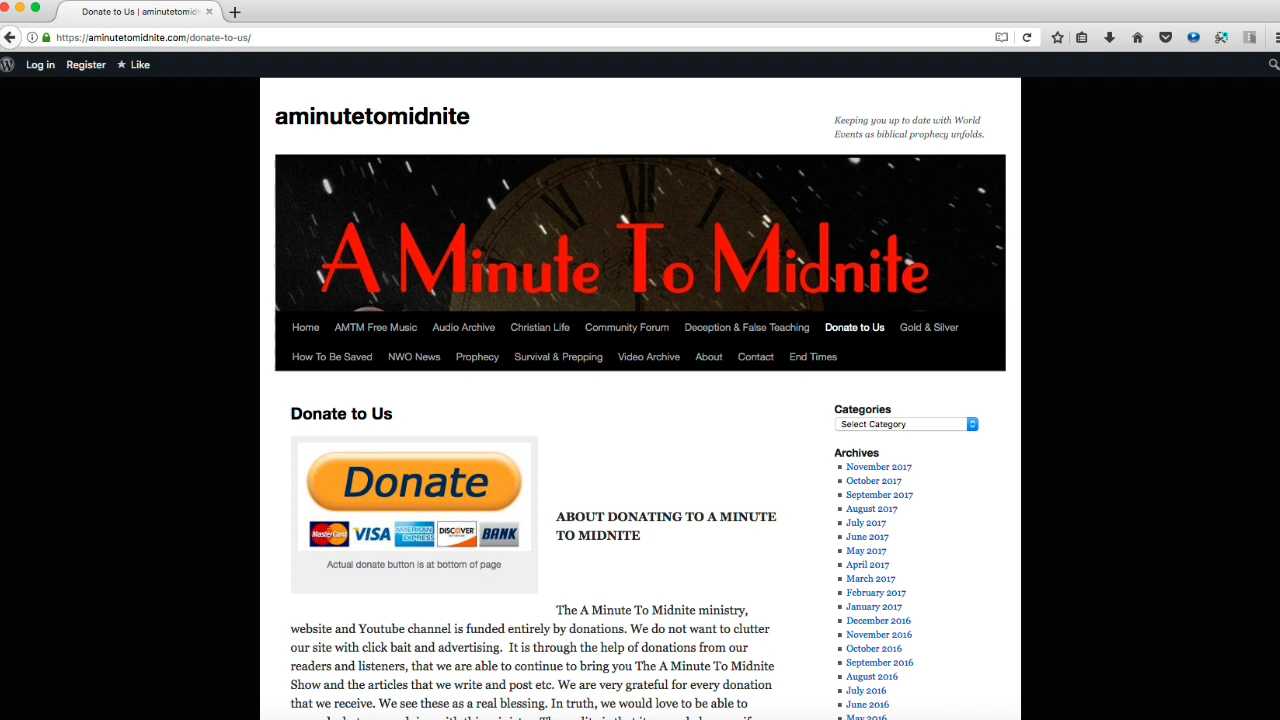 Donate to Us | aminutetomidn
https://aminutetomidnite.com/donate-to-us/
Log in Register Like
aminutetomidnite
Keeping you up to date with World
Events as biblical prophecy unfolds.
A Minute To Midnite
Home AMTM Free Music Audio Archive Christian Life Community Forum Deception & False Teaching Donate to Us Gold & Silver
How To Be Saved NWO News Prophecy Survival & Prepping Video Archive About Contact End Times
Donate to Us
Donate
MasterCard VISA AMERICAN EXPRESS DISCOVER BANK
Actual donate button is at bottom of page
ABOUT DONATING TO A MINUTE
TO MIDNITE
The A Minute To Midnite ministry,
website and Youtube channel is funded entirely by donations. We do not want to clutter
our site with click bait and advertising. It is through the help of donations from our
readers and listeners, that we are able to continue to bring you The A Minute To Midnite
Show and the articles that we write and post etc. We are very grateful for every donation
that we receive. We see these as a real blessing. In truth, we would love to be able to
Categories
Select Category
Archives
November 2017
October 2017
September 2017
August 2017
July 2017
June 2017
May 2017
April 2017
March 2017
February 2017
January 2017
December 2016
November 2016
October 2016
September 2016
August 2016
July 2016
June 2016
May 2016